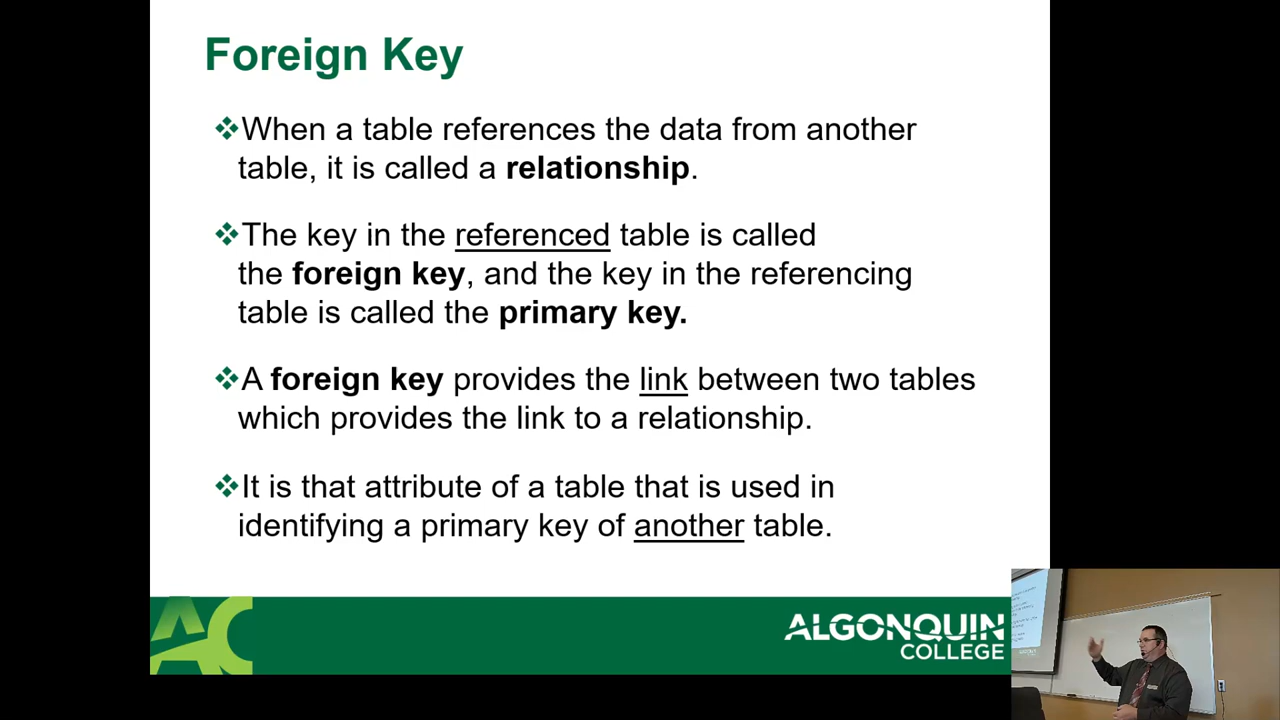 Foreign Key
❖When a table references the data from another
table, it is called a relationship.
❖The key in the referenced table is called
the foreign key, and the key in the referencing
table is called the primary key.
❖A foreign key provides the link between two tables
which provides the link to a relationship.
❖It is that attribute of a table that is used in
identifying a primary key of another table.
AC
ALGONQUIN
COLLEGE